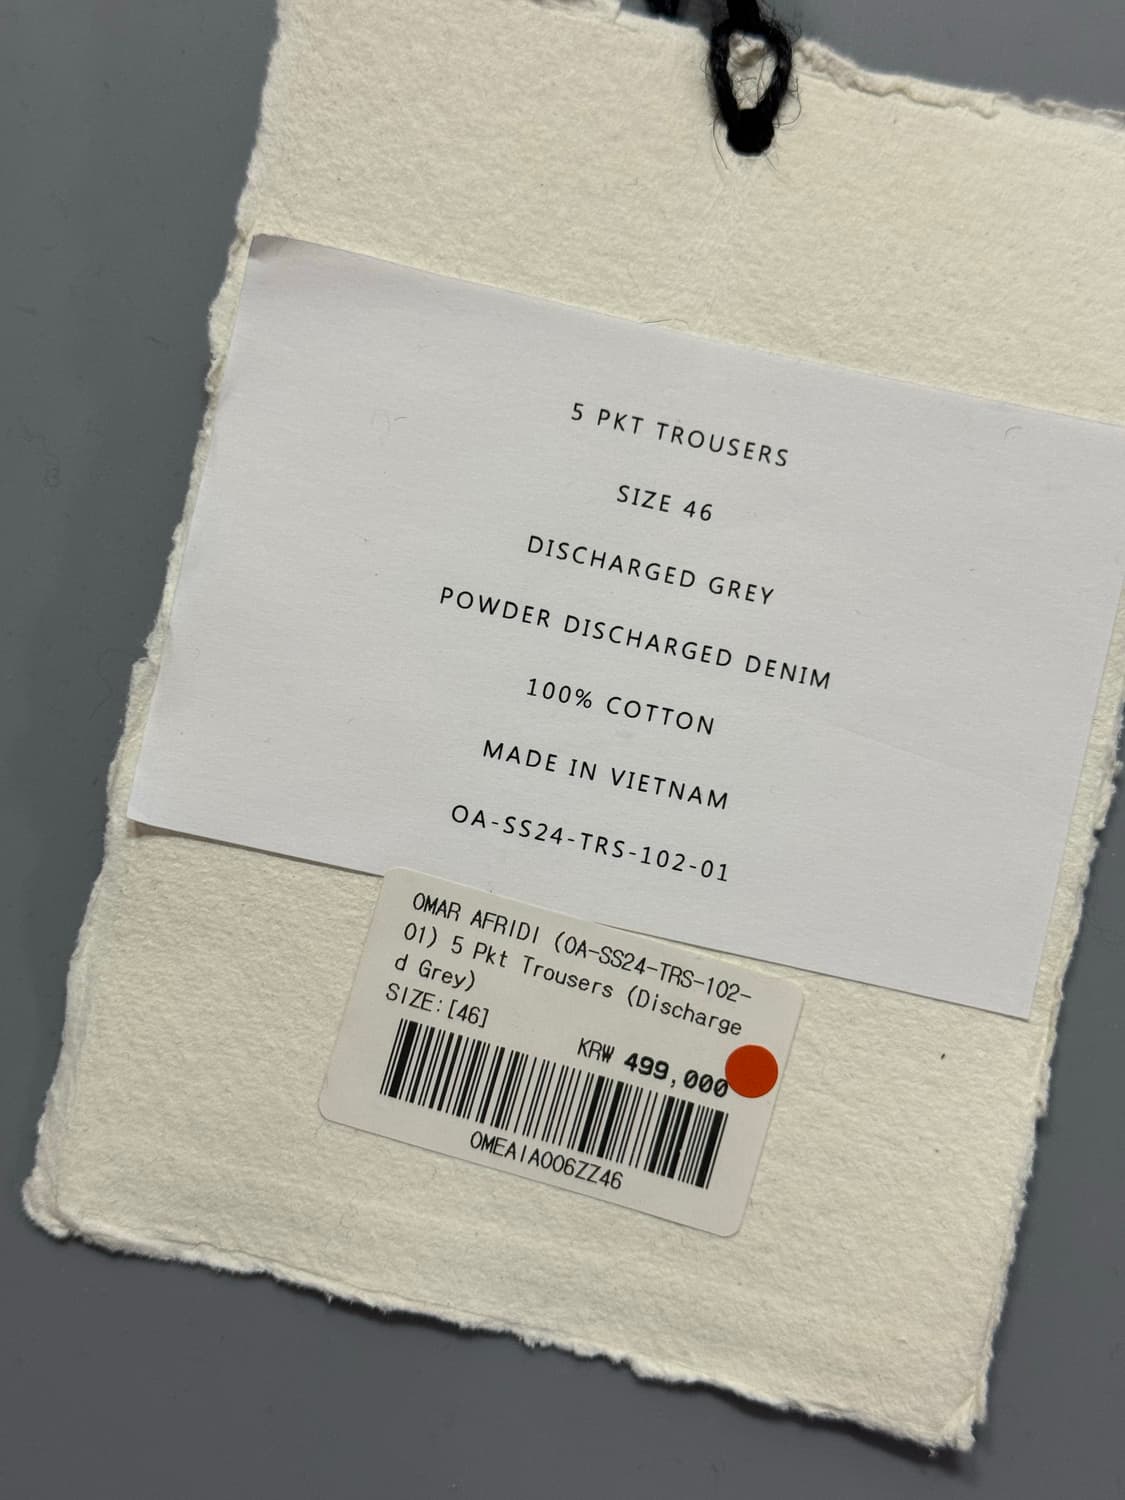 5 PKT TROUSERS
SIZE 46
DISCHARGED GREY
POWDER DISCHARGED DENIM
100% COTTON
MADE IN VIETNAM
OA-SS24-TRS-102-01
OMAR AFRIDI (OA-SS24-TRS-102-
01) 5 Pkt Trousers (Discharge
d Grey)
SIZE:[46]
KR₩ 499,000
OMEAIA006ZZ46